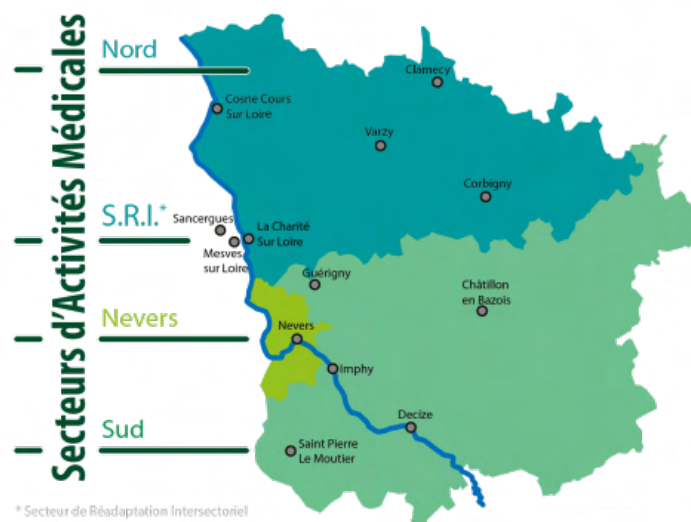 Secteurs d'Activités Médicales
Nord
S.R.I.*
Nevers
Sud
Clamecy
Cosne Cours
Sur Loire
Varzy
Corbigny
Sancergues
La Charité
Sur Loire
Mesves
sur Loire
Guérigny
Châtillon
en Bazois
Nevers
Imphy
Decize
Saint Pierre
Le Moutier
* Secteur de Réadaptation Intersectoriel